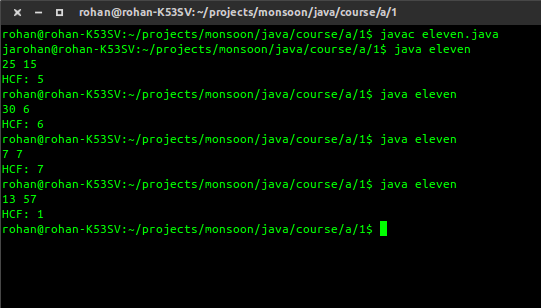 rohan@rohan-K53SV: ~/projects/monsoon/java/course/a/1
rohan@rohan-K53SV:~/projects/monsoon/java/course/a/1$ javac eleven.java
jarohan@rohan-K53SV:~/projects/monsoon/java/course/a/1$ java eleven
25 15
HCF: 5
rohan@rohan-K53SV:~/projects/monsoon/java/course/a/1$ java eleven
30 6
HCF: 6
rohan@rohan-K53SV:~/projects/monsoon/java/course/a/1$ java eleven
7 7
HCF: 7
rohan@rohan-K53SV:~/projects/monsoon/java/course/a/1$ java eleven
13 57
HCF: 1
rohan@rohan-K53SV:~/projects/monsoon/java/course/a/1$